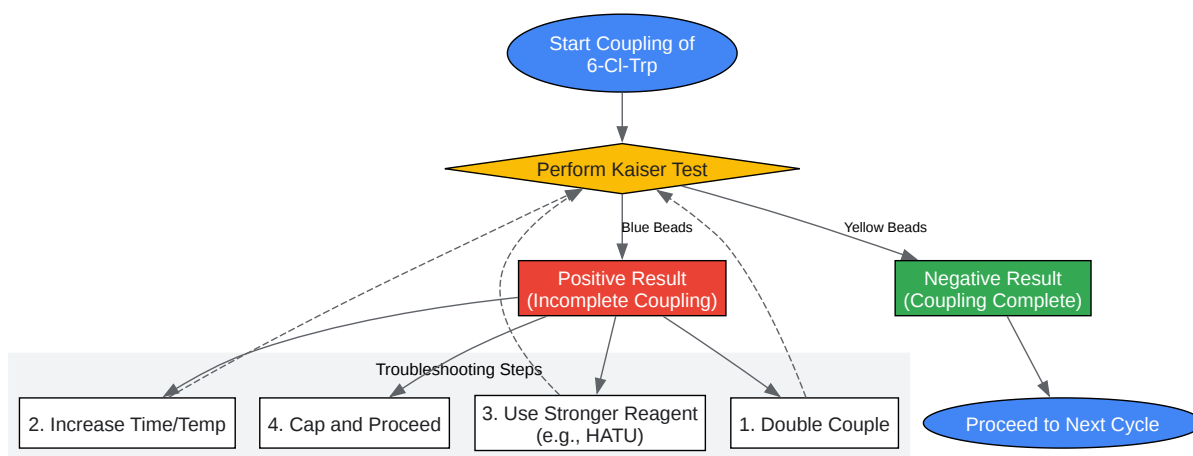 Start Coupling of
6-Cl-Trp
Perform Kaiser Test
Blue Beads
Yellow Beads
Positive Result
(Incomplete Coupling)
Negative Result
(Coupling Complete)
Troubleshooting Steps
2. Increase Time/Temp
4. Cap and Proceed
3. Use Stronger Reagent
(e.g., HATU)
1. Double Couple
Proceed to Next Cycle